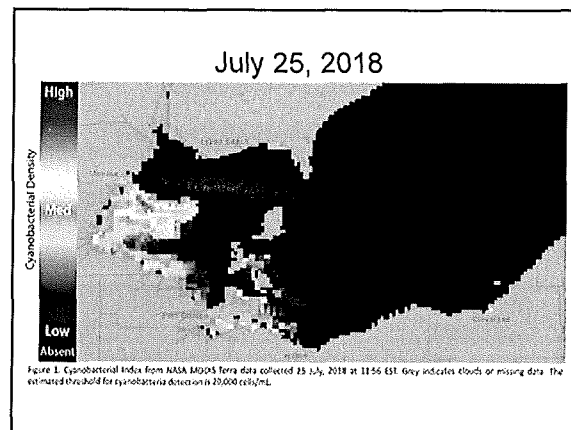 July 25, 2018
High
Cyanobacterial Density
Med
Low
Absent
Figure 1. Cyanobacterial Index from NASA MODIS Terra data collected 25 July, 2018 at 11:56 EST. Grey indicates clouds or missing data. The
estimated threshold for cyanobacteria detection is 20,000 cells/mL.